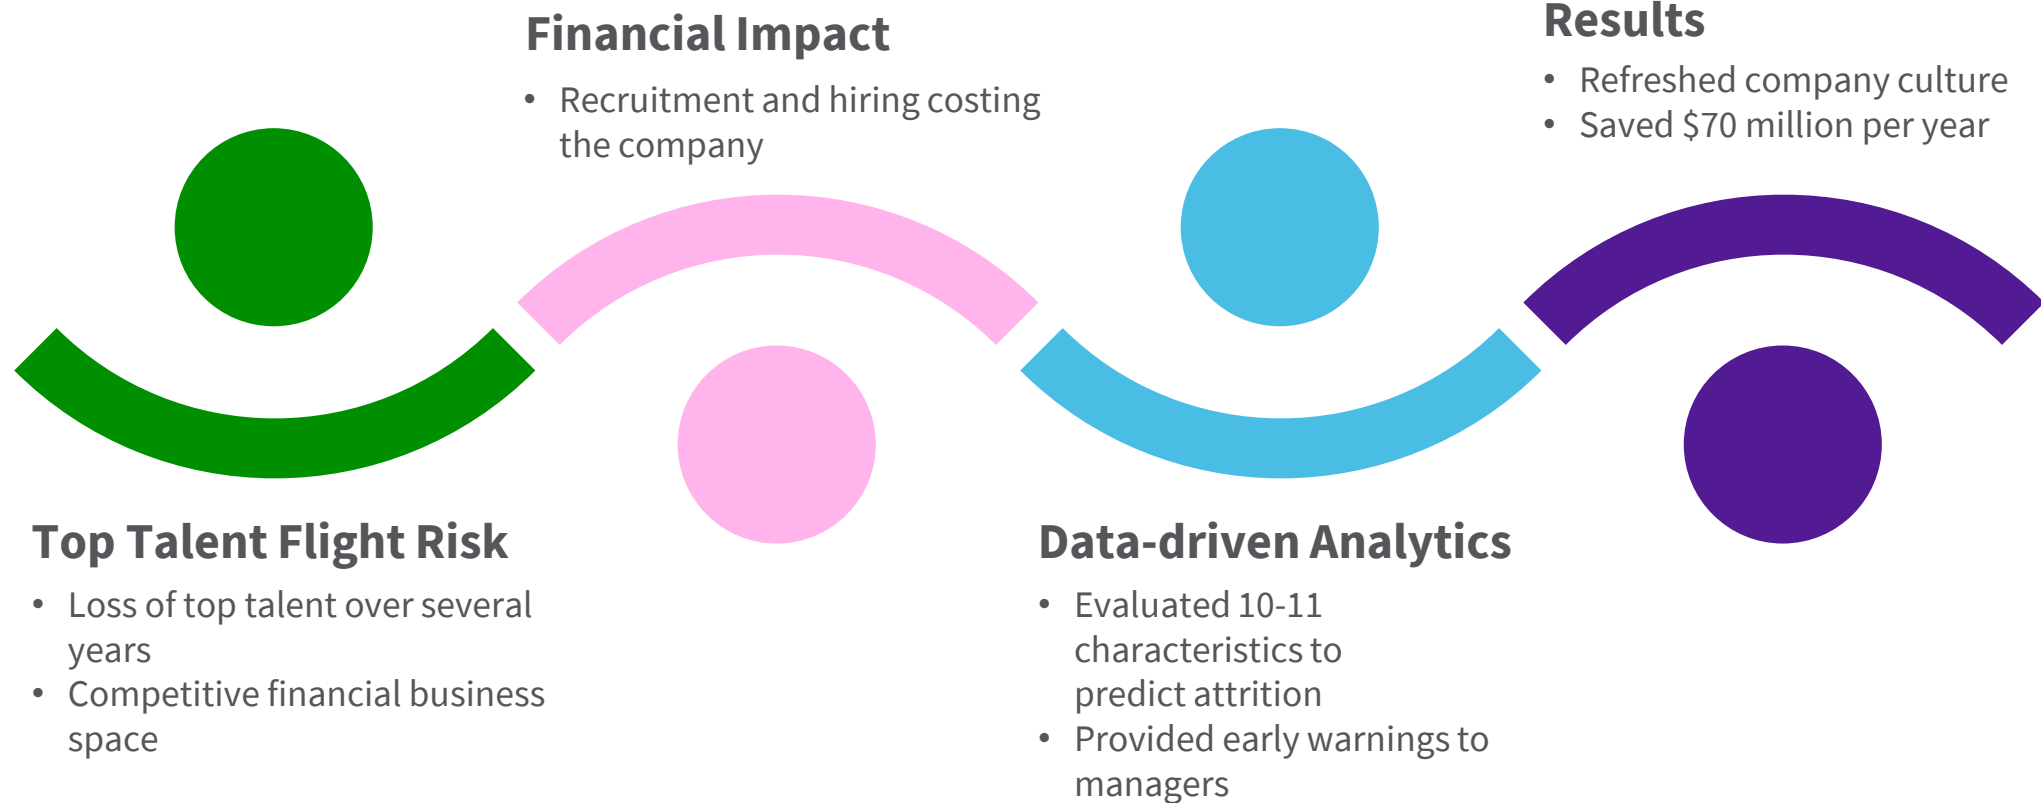 Financial Impact
• Recruitment and hiring costing
the company
Results
• Refreshed company culture
• Saved $70 million per year
Top Talent Flight Risk
• Loss of top talent over several
years
• Competitive financial business
space
Data-driven Analytics
• Evaluated 10-11
characteristics to
predict attrition
• Provided early warnings to
managers